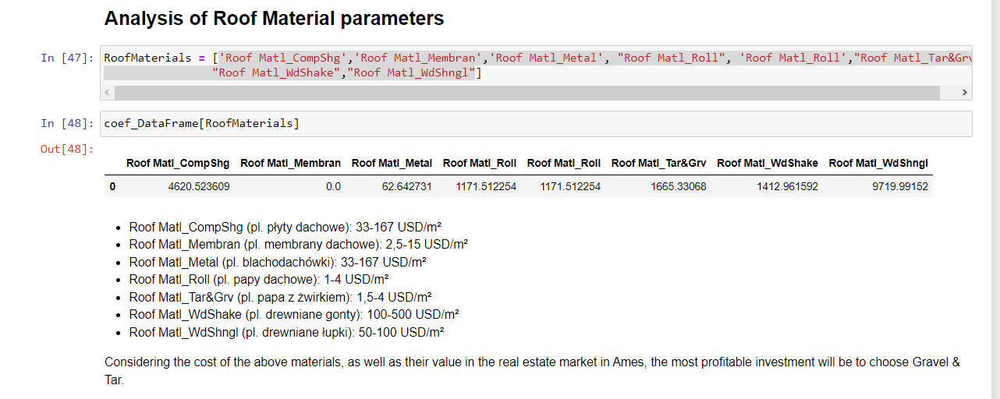 Analysis of Roof Material parameters
In [47]: RoofMaterials = ['Roof Matl_CompShg','Roof Matl_Membran','Roof Matl_Metal', "Roof Matl_Roll", 'Roof Matl_Roll',"Roof Matl_Tar&Grv
"Roof Matl_WdShake","Roof Matl_WdShngl"]
In [48]: coef_DataFrame[RoofMaterials]
Out[48]:
Roof Matl_CompShg Roof Matl_Membran Roof Matl_Metal Roof Matl_Roll Roof Matl_Roll Roof Matl_Tar&Grv Roof Matl_WdShake Roof Matl_WdShngl
0 4620.523609 0.0 62.642731 1171.512254 1171.512254 1665.33068 1412.961592 9719.99152
• Roof Matl_CompShg (pl. płyty dachowe): 33-167 USD/m²
• Roof Matl_Membran (pl. membrany dachowe): 2,5-15 USD/m²
• Roof Matl_Metal (pl. blachodachówki): 33-167 USD/m²
• Roof Matl_Roll (pl. papy dachowe): 1-4 USD/m²
• Roof Matl_Tar&Grv (pl. papa z żwirkiem): 1,5-4 USD/m²
• Roof Matl_WdShake (pl. drewniane gonty): 100-500 USD/m²
• Roof Matl_WdShngl (pl. drewniane łupki): 50-100 USD/m²
Considering the cost of the above materials, as well as their value in the real estate market in Ames, the most profitable investment will be to choose Gravel &
Tar.